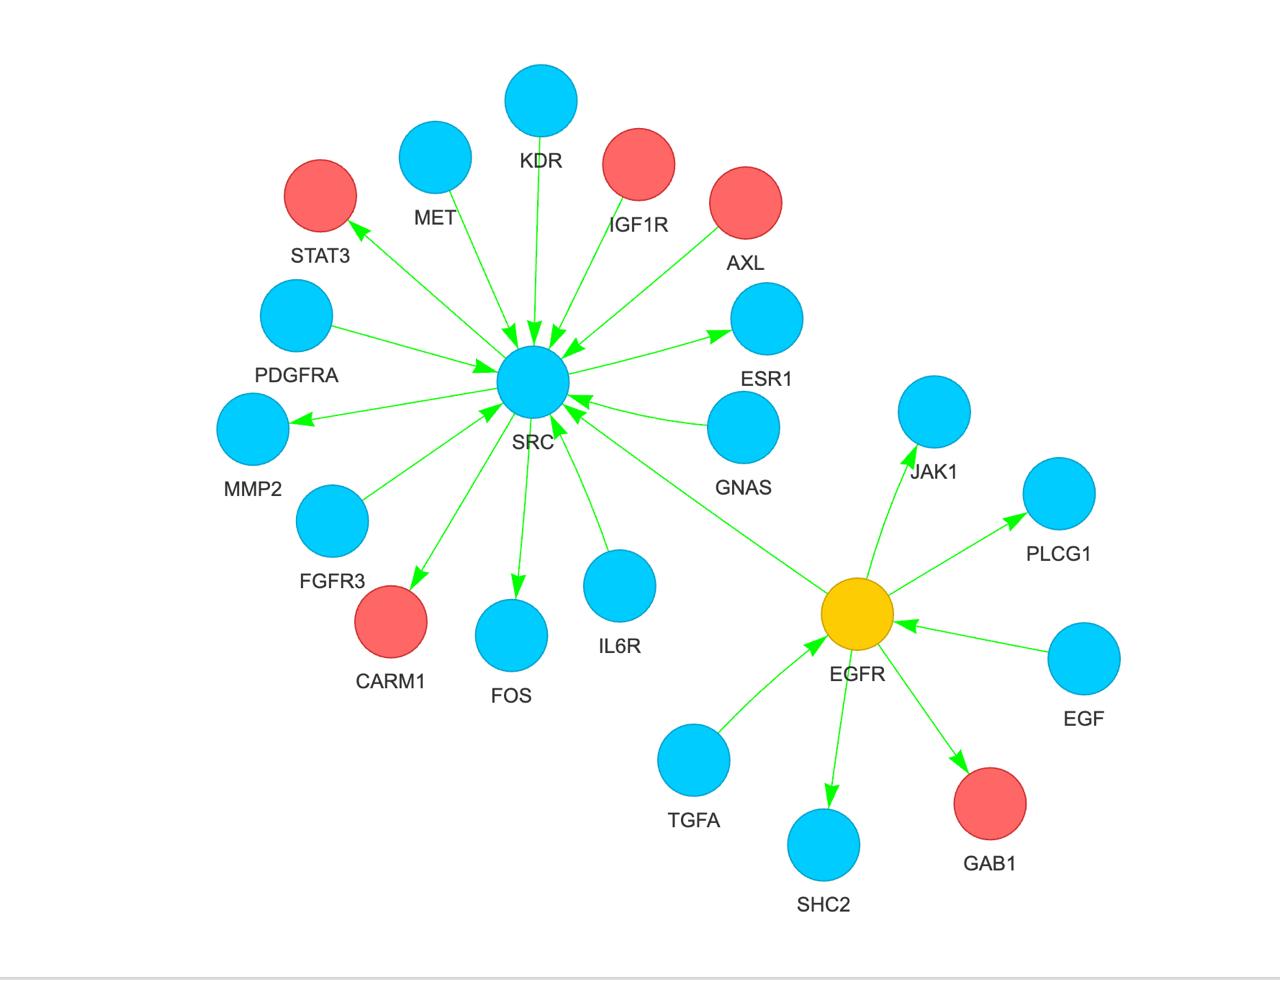 KDR
MET
IGF1R
STAT3
AXL
PDGFRA
ESR1
SRC
JAK1
MMP2
GNAS
PLCG1
FGFR3
IL6R
EGFR
CARM1
FOS
EGF
TGFA
GAB1
SHC2